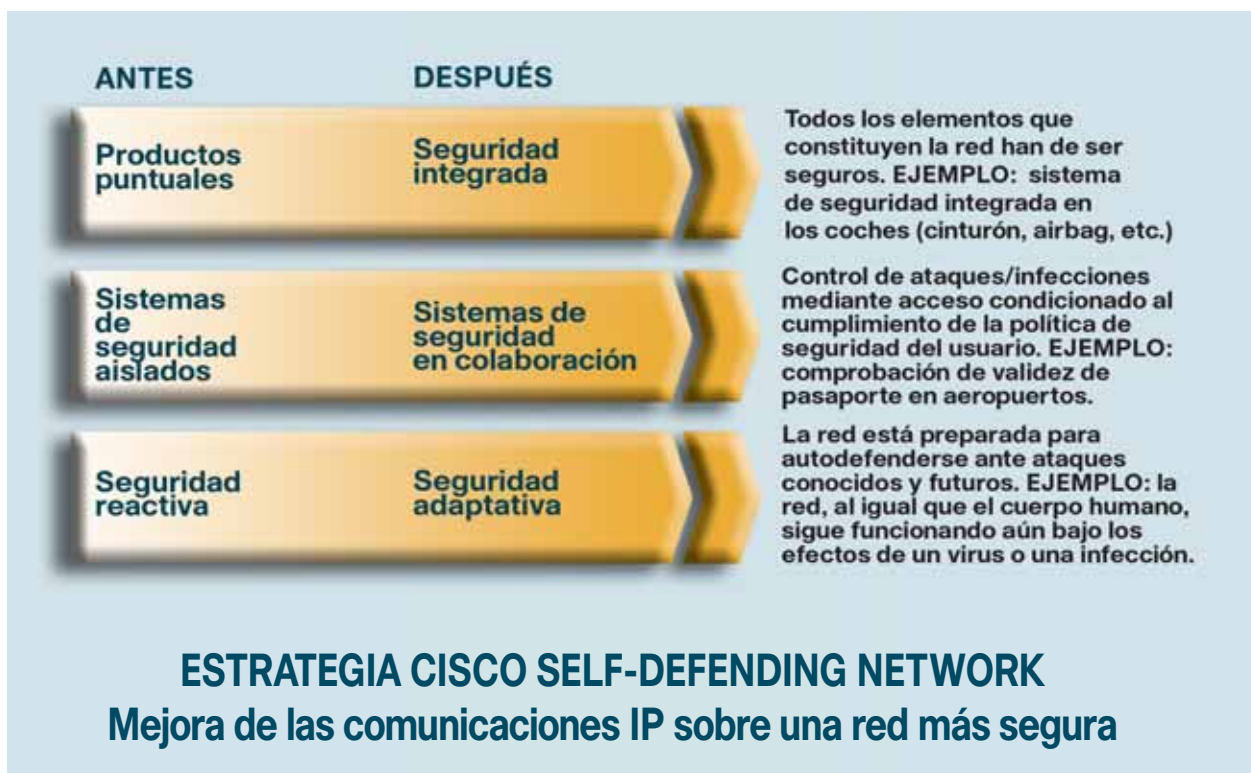 ANTES
DESPUÉS
Productos
puntuales
Seguridad
integrada
Todos los elementos que
constituyen la red han de ser
seguros. EJEMPLO: sistema
de seguridad integrada en
los coches (cinturón, airbag, etc.)
Sistemas
de
seguridad
aislados
Sistemas de
seguridad
en colaboración
Control de ataques/infecciones
mediante acceso condicionado al
cumplimiento de la política de
seguridad del usuario. EJEMPLO:
comprobación de validez de
pasaporte en aeropuertos.
Seguridad
reactiva
Seguridad
adaptativa
La red está preparada para
autodefenderse ante ataques
conocidos y futuros. EJEMPLO: la
red, al igual que el cuerpo humano,
sigue funcionando aún bajo los
efectos de un virus o una infección.
ESTRATEGIA CISCO SELF-DEFENDING NETWORK
Mejora de las comunicaciones IP sobre una red más segura